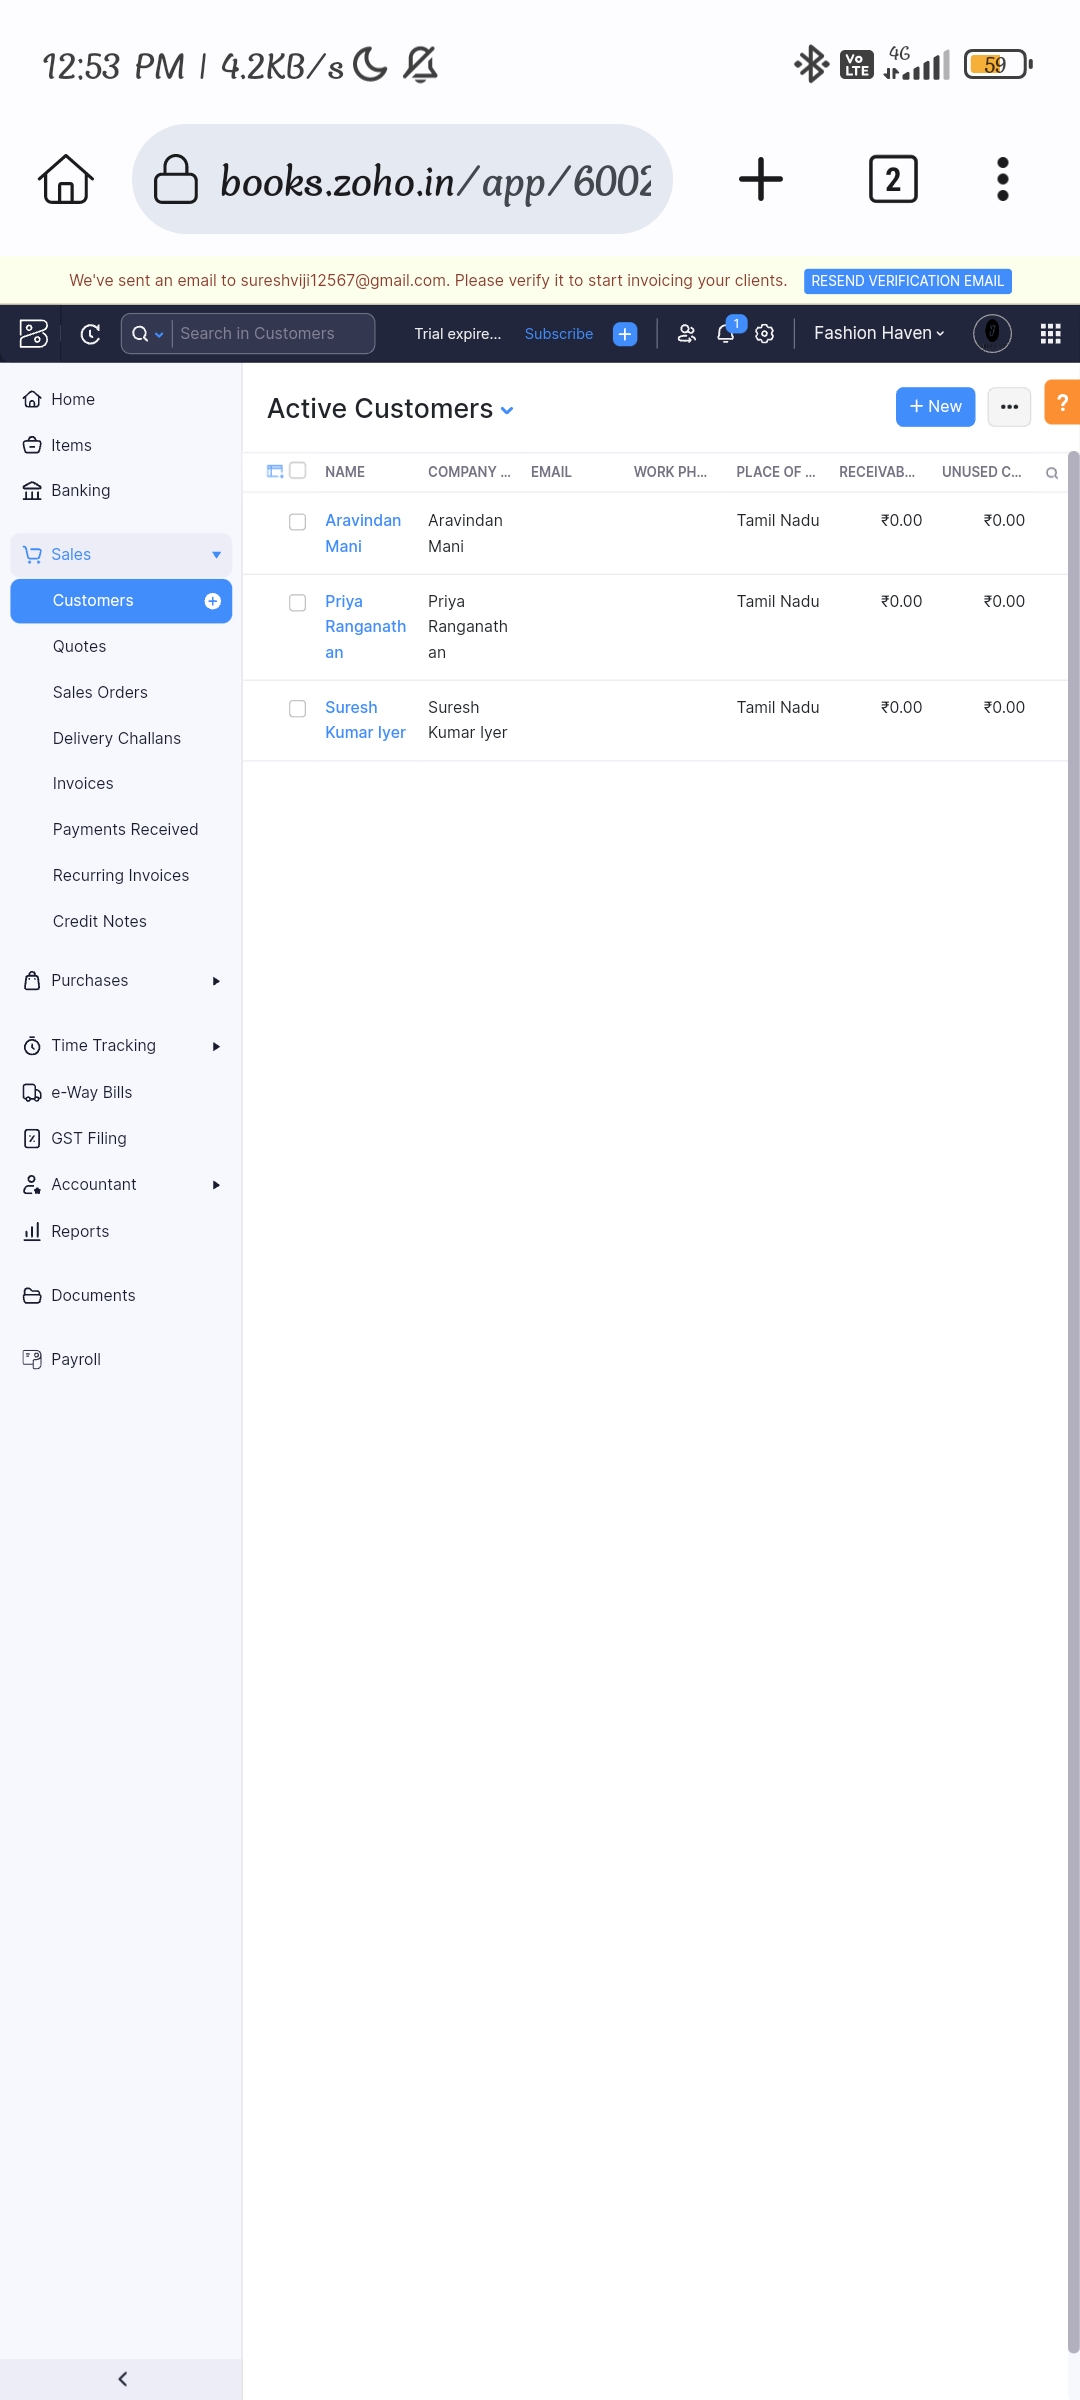 12:53 PM | 4.2KB/s
Vo LTE 4G 59
books.zoho.in/app/6002
2
We've sent an email to sureshviji12567@gmail.com. Please verify it to start invoicing your clients. RESEND VERIFICATION EMAIL
Search in Customers Trial expire... Subscribe 1 Fashion Haven
Home
Items
Banking
Sales
Customers
Quotes
Sales Orders
Delivery Challans
Invoices
Payments Received
Recurring Invoices
Credit Notes
Purchases
Time Tracking
e-Way Bills
GST Filing
Accountant
Reports
Documents
Payroll
Active Customers
+ New ... ?
NAME COMPANY ... EMAIL WORK PH... PLACE OF ... RECEIVAB... UNUSED C...
Aravindan Aravindan Tamil Nadu ₹0.00 ₹0.00
Mani Mani
Priya Priya Tamil Nadu ₹0.00 ₹0.00
Ranganath Ranganath
an an
Suresh Suresh Tamil Nadu ₹0.00 ₹0.00
Kumar Iyer Kumar Iyer